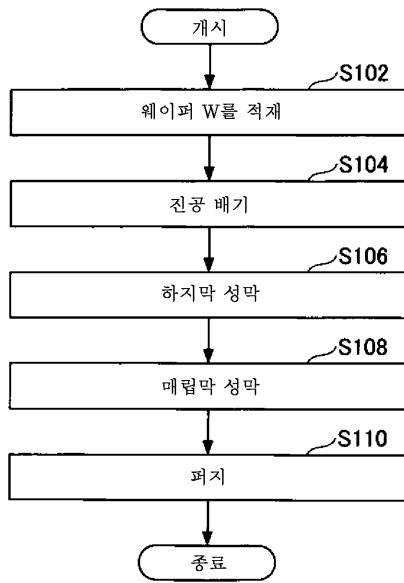 개시
S102
웨이퍼 W를 적재
S104
진공 배기
S106
하지막 성막
S108
매립막 성막
S110
퍼지
종료